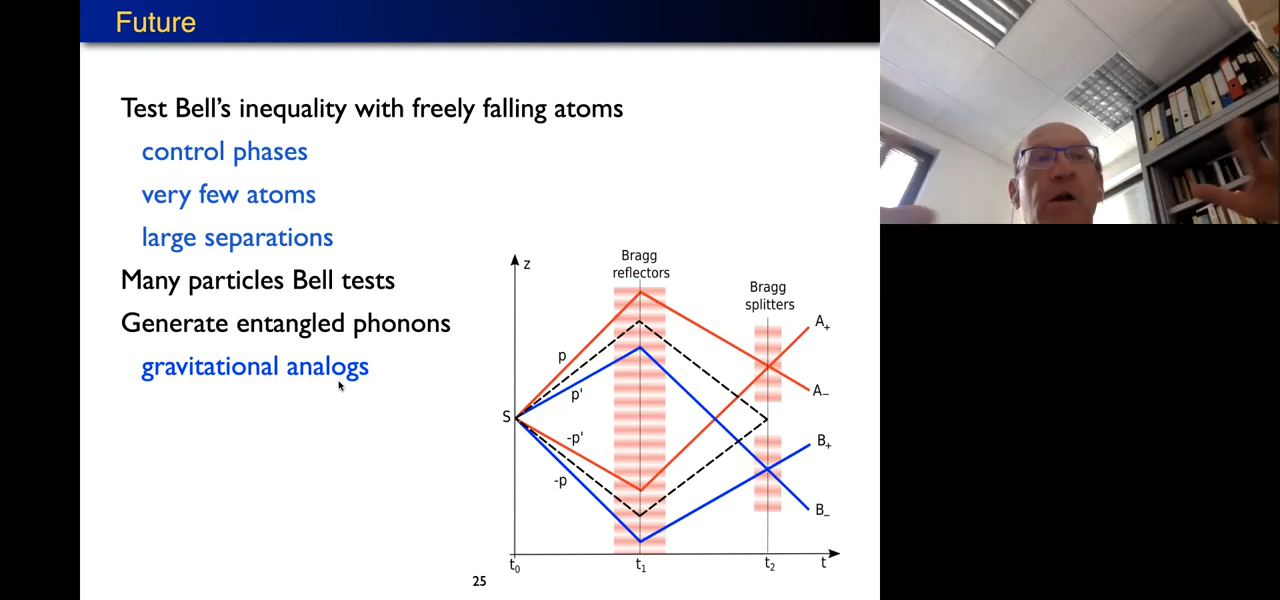 Future
Test Bell's inequality with freely falling atoms
control phases
very few atoms
large separations
Many particles Bell tests
Generate entangled phonons
gravitational analogs
z
Bragg
reflectors
Bragg
splitters
S
p
p'
-p'
-p
A+
A−
B+
B−
t0
t1
t2
t
25